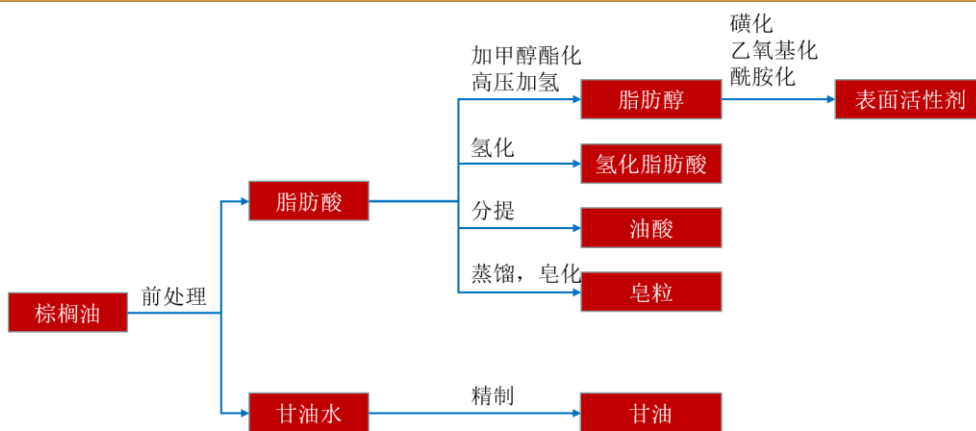 磺化
乙氧基化
酰胺化
加甲醇酯化
高压加氢
脂肪醇
表面活性剂
氢化
氢化脂肪酸
脂肪酸
分提
油酸
蒸馏，皂化
皂粒
前处理
棕榈油
精制
甘油水
甘油